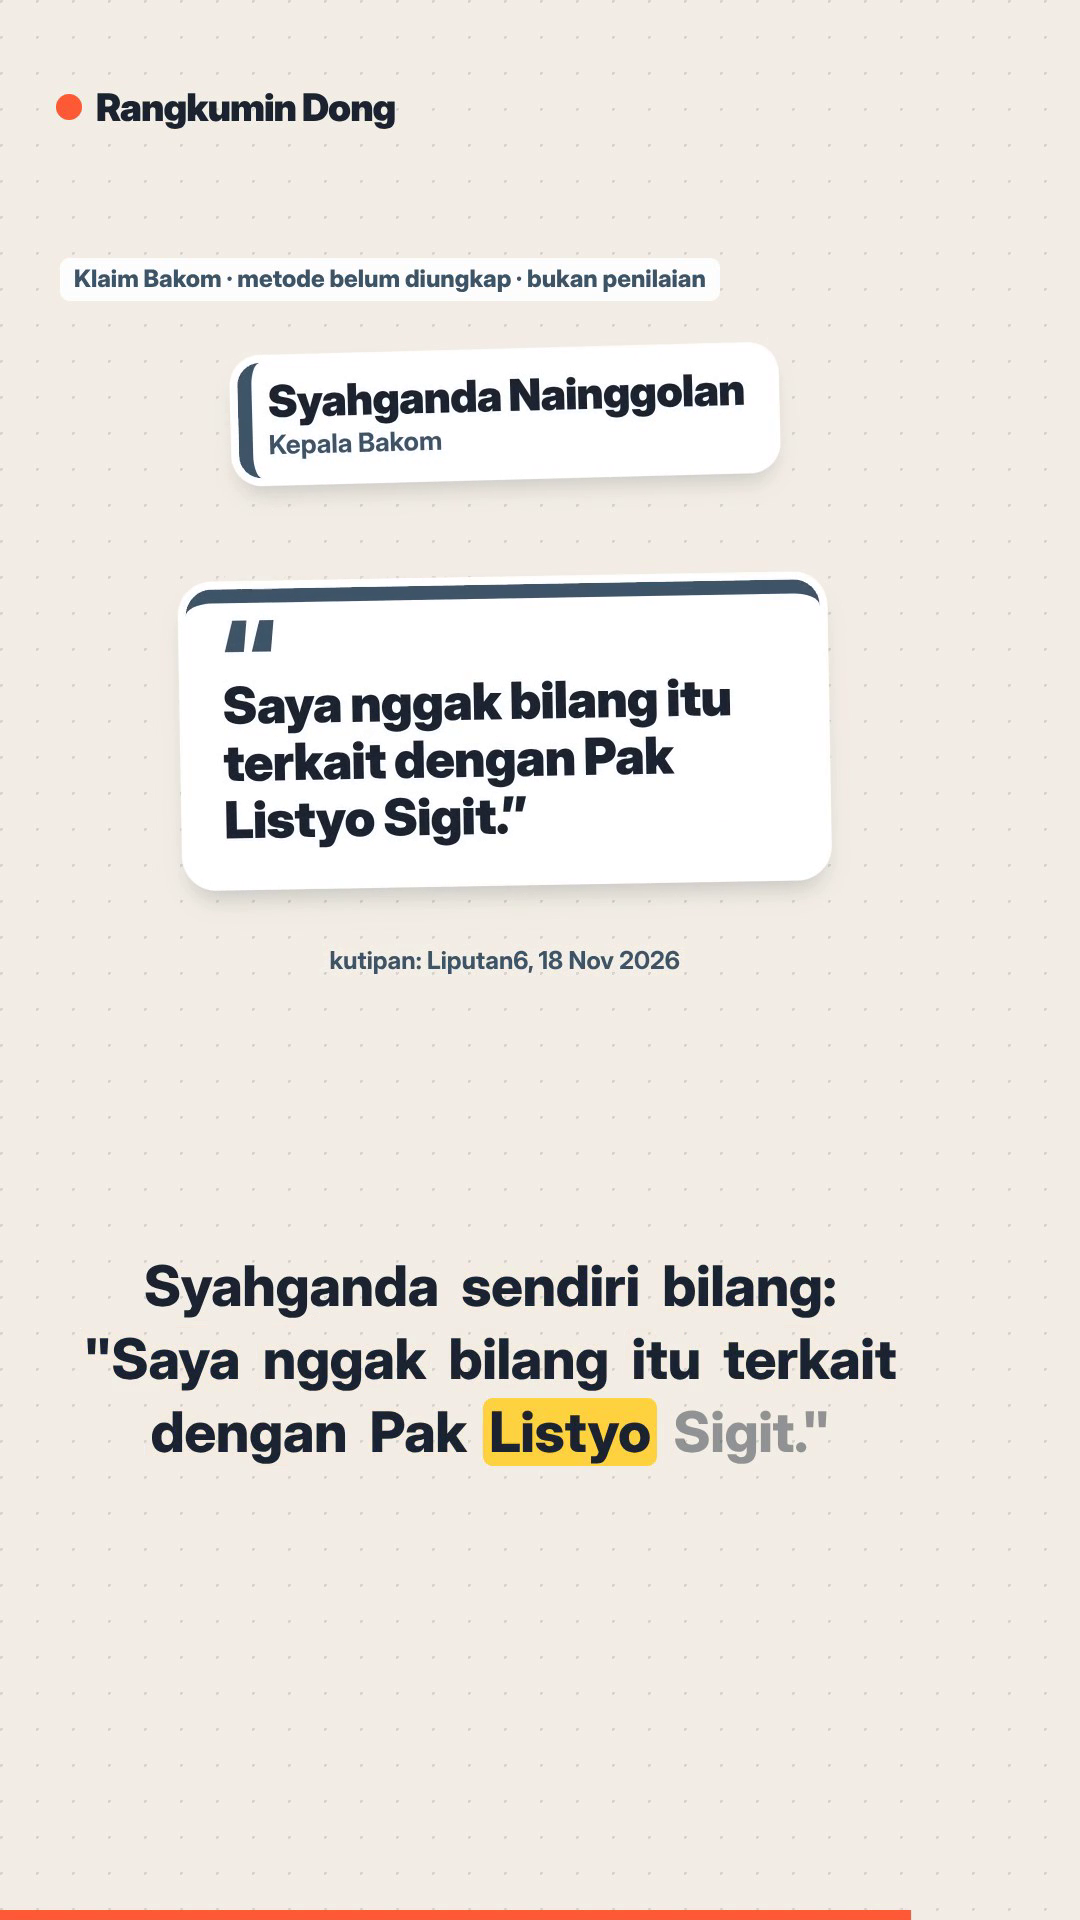 Rangkumin Dong
Klaim Bakom · metode belum diungkap · bukan penilaian
Syahganda Nainggolan
Kepala Bakom
"
Saya nggak bilang itu
terkait dengan Pak
Listyo Sigit.”
kutipan: Liputan6, 18 Nov 2026
Syahganda sendiri bilang:
"Saya nggak bilang itu terkait
dengan Pak Listyo Sigit."